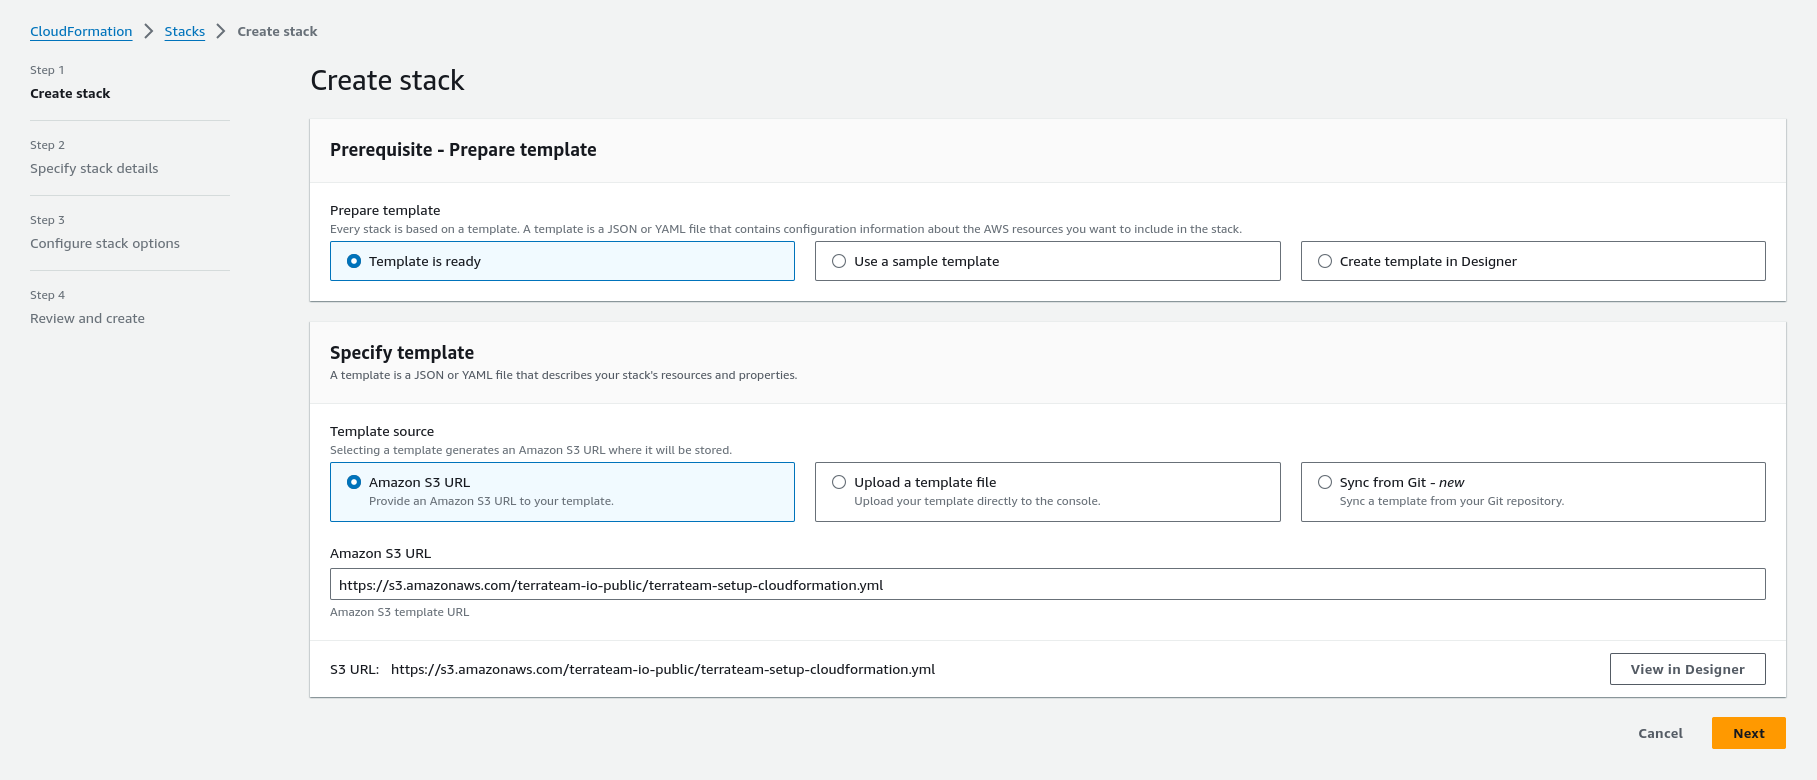 CloudFormation > Stacks > Create stack
Step 1
Create stack
Step 2
Specify stack details
Step 3
Configure stack options
Step 4
Review and create
Create stack
Prerequisite - Prepare template
Prepare template
Every stack is based on a template. A template is a JSON or YAML file that contains configuration information about the AWS resources you want to include in the stack.
Template is ready
Use a sample template
Create template in Designer
Specify template
A template is a JSON or YAML file that describes your stack's resources and properties.
Template source
Selecting a template generates an Amazon S3 URL where it will be stored.
Amazon S3 URL
Provide an Amazon S3 URL to your template.
Upload a template file
Upload your template directly to the console.
Sync from Git - new
Sync a template from your Git repository.
Amazon S3 URL
https://s3.amazonaws.com/terrateam-io-public/terrateam-setup-cloudformation.yml
Amazon S3 template URL
S3 URL: https://s3.amazonaws.com/terrateam-io-public/terrateam-setup-cloudformation.yml
View in Designer
Cancel
Next